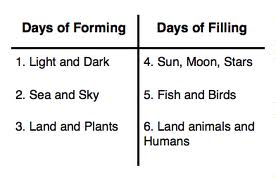 Days of Forming
Days of Filling
1. Light and Dark
4. Sun, Moon, Stars
2. Sea and Sky
5. Fish and Birds
3. Land and Plants
6. Land animals and
Humans